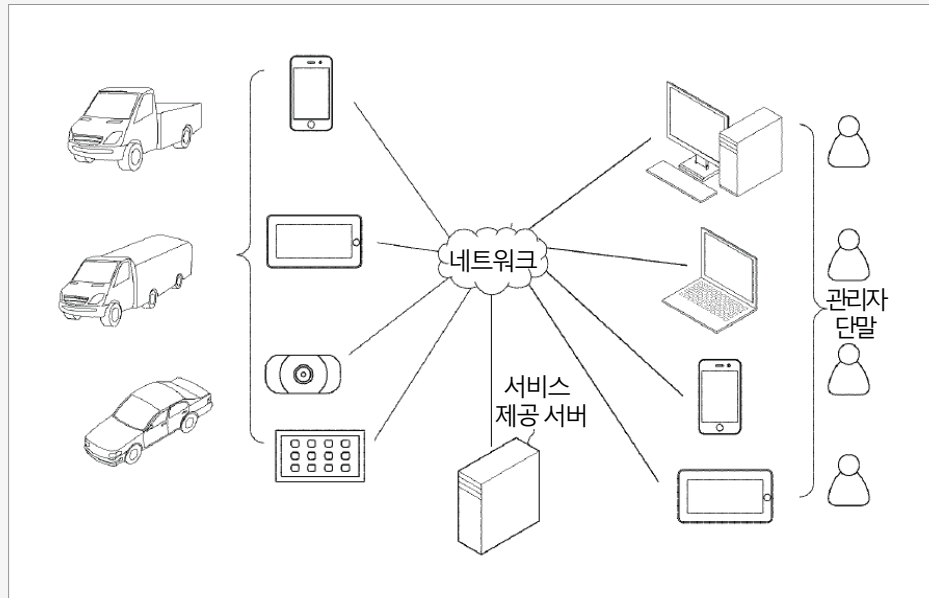 네트워크
서비스
제공 서버
관리자
단말